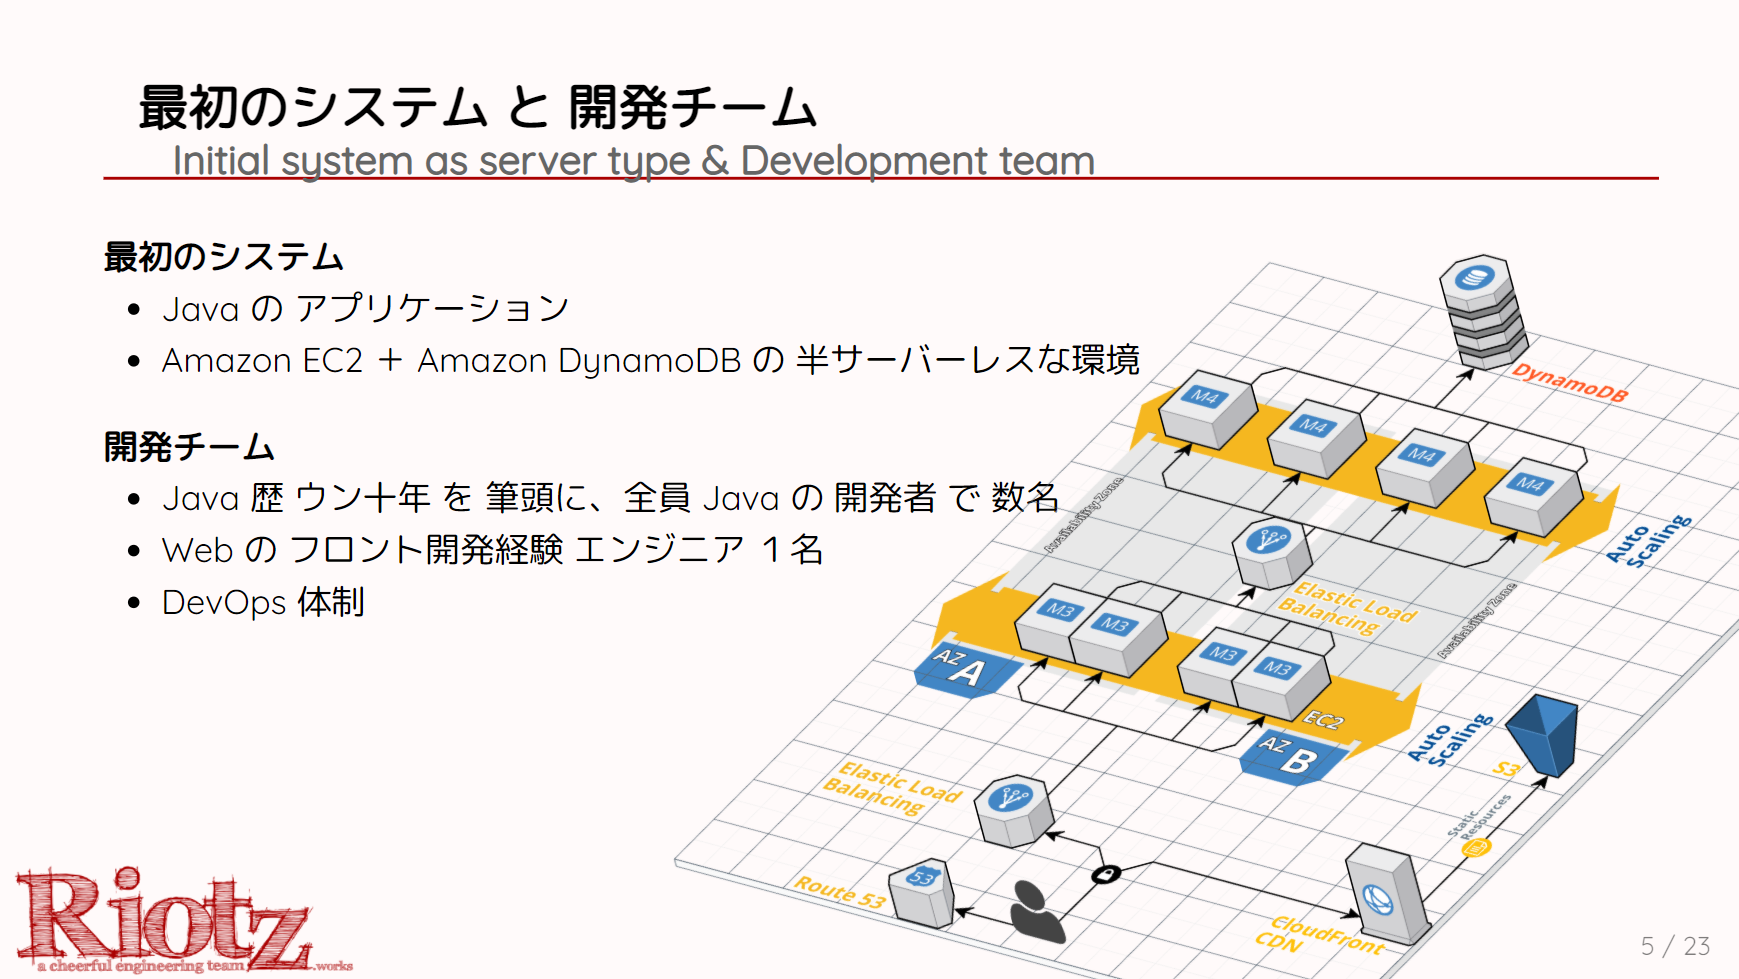 最初のシステム と 開発チーム
Initial system as server type & Development team
最初のシステム
• Java の アプリケーション
• Amazon EC2 ＋ Amazon DynamoDB の 半サーバーレスな環境
開発チーム
• Java 歴 ウン十年 を 筆頭に、全員 Java の 開発者 で 数名
• Web の フロント開発経験 エンジニア １名
• DevOps 体制
DynamoDB
M4
M4
M4
M4
Availability Zone
Auto
Scaling
Elastic Load
Balancing
Availability Zone
M3
M3
M3
M3
AZ A
EC2
AZ B
Auto
Scaling
S3
Static
Resources
Elastic Load
Balancing
53
Route 53
CloudFront
CDN
Riotz
a cheerful engineering team .works
5 / 23